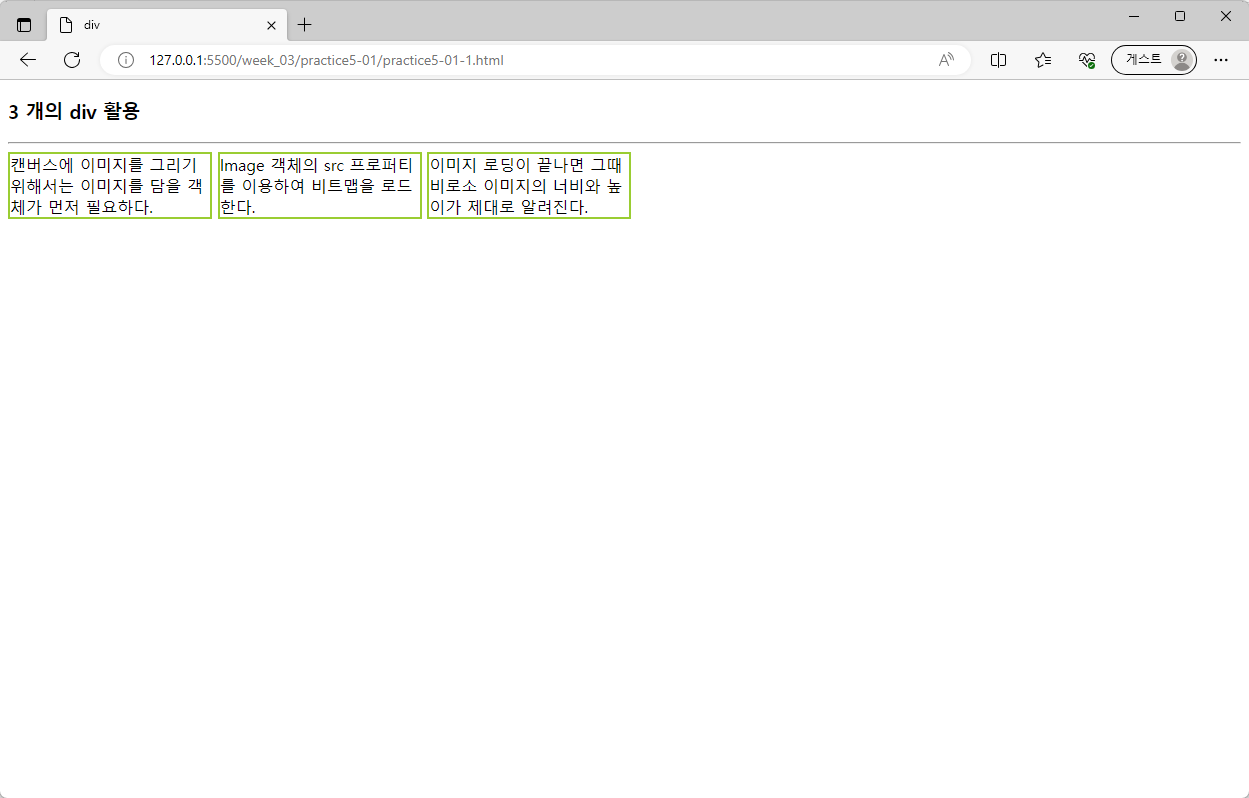 div
127.0.0.1:5500/week_03/practice5-01/practice5-01-1.html
게스트
3 개의 div 활용
캔버스에 이미지를 그리기
위해서는 이미지를 담을 객
체가 먼저 필요하다.
Image 객체의 src 프로퍼티
를 이용하여 비트맵을 로드
한다.
이미지 로딩이 끝나면 그때
비로소 이미지의 너비와 높
이가 제대로 알려진다.